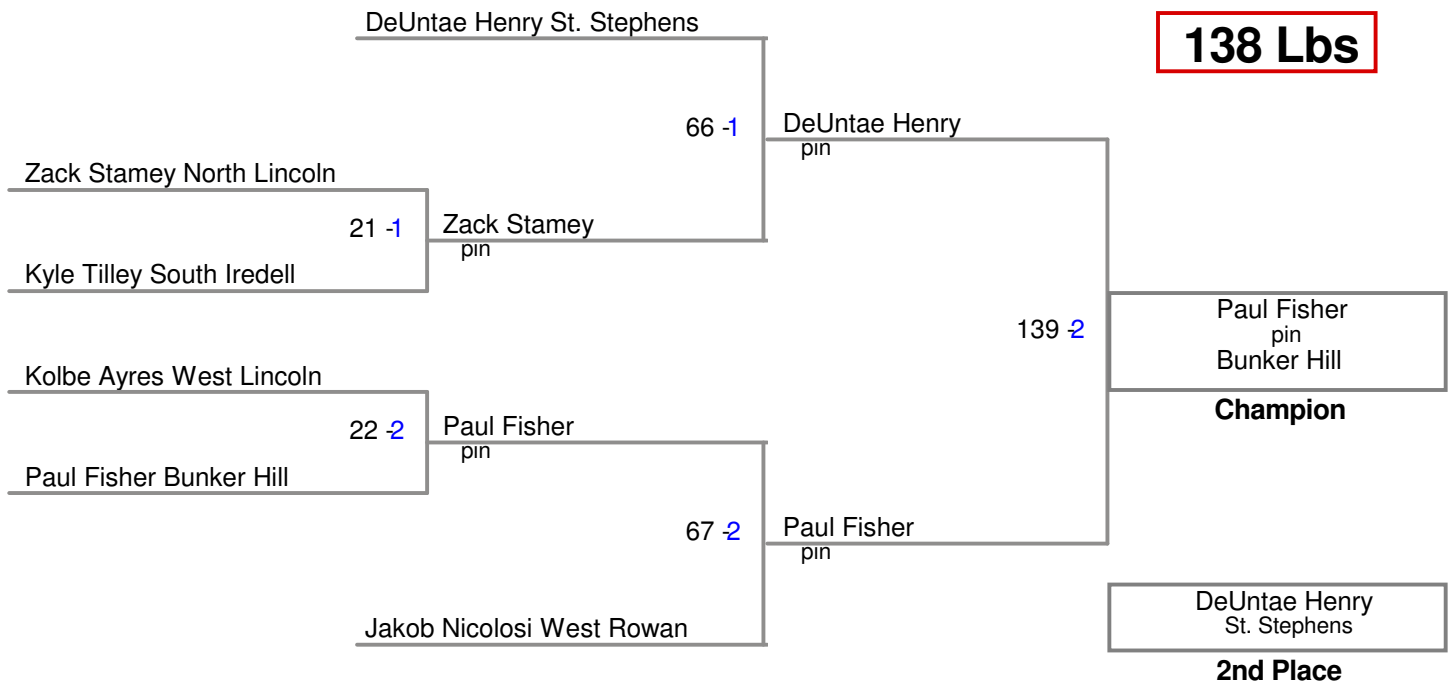 DeUntae Henry St. Stephens
138 Lbs
66 -1
DeUntae Henry
pin
Zack Stamey North Lincoln
21 -1
Zack Stamey
pin
Kyle Tilley South Iredell
139 -2
Paul Fisher
pin
Bunker Hill
Champion
Kolbe Ayres West Lincoln
22 -2
Paul Fisher
pin
Paul Fisher Bunker Hill
67 -2
Paul Fisher
pin
Jakob Nicolosi West Rowan
DeUntae Henry
St. Stephens
2nd Place